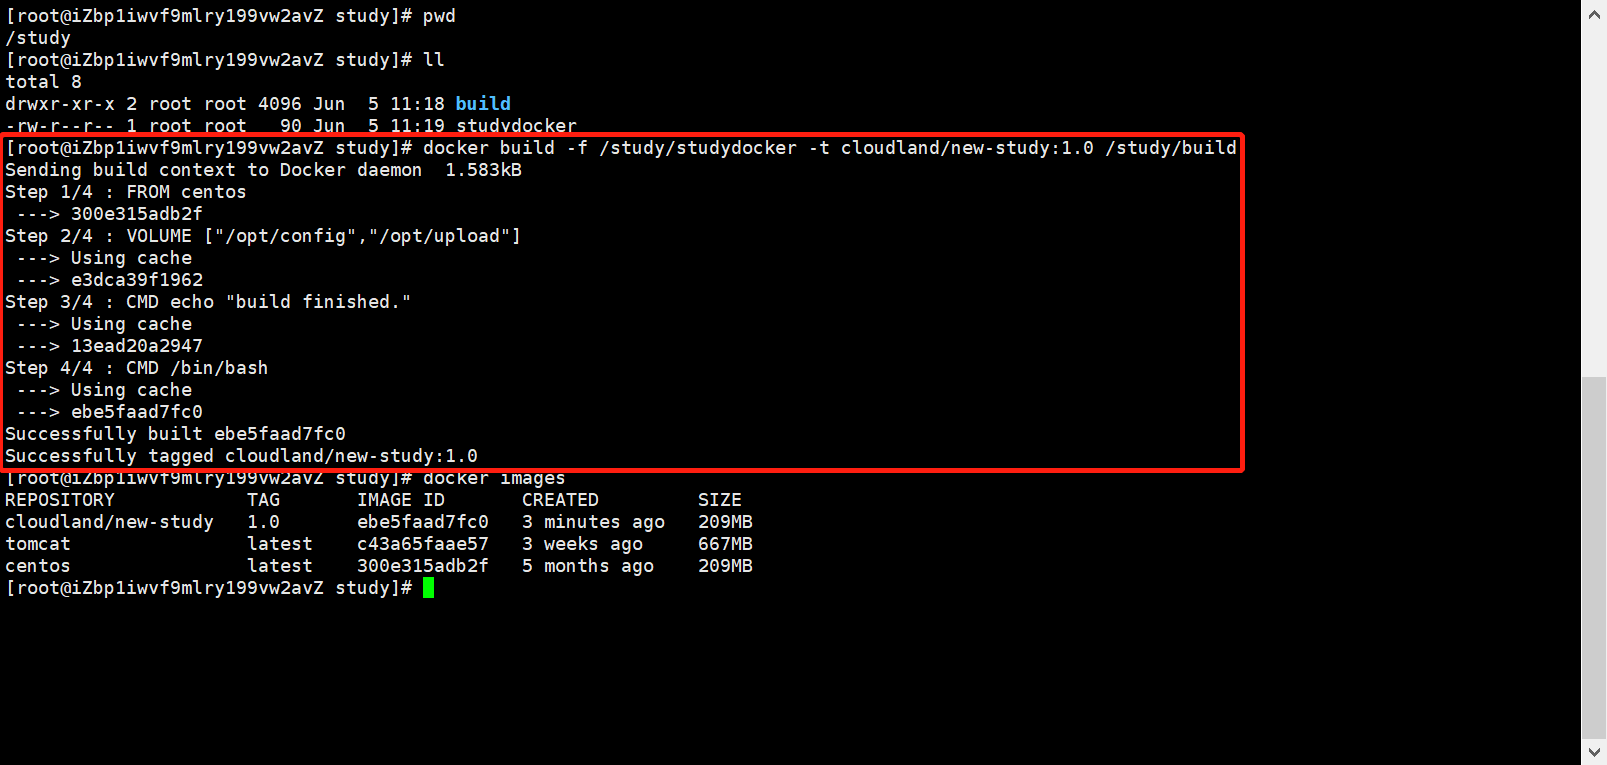 [root@iZbp1iwvf9mlry199vw2avZ study]# pwd
/study
[root@iZbp1iwvf9mlry199vw2avZ study]# ll
total 8
drwxr-xr-x 2 root root 4096 Jun  5 11:18 build
-rw-r--r-- 1 root root   90 Jun  5 11:19 studydocker
[root@iZbp1iwvf9mlry199vw2avZ study]# docker build -f /study/studydocker -t cloudland/new-study:1.0 /study/build
Sending build context to Docker daemon  1.583kB
Step 1/4 : FROM centos
 ---> 300e315adb2f
Step 2/4 : VOLUME ["/opt/config","/opt/upload"]
 ---> Using cache
 ---> e3dca39f1962
Step 3/4 : CMD echo "build finished."
 ---> Using cache
 ---> 13ead20a2947
Step 4/4 : CMD /bin/bash
 ---> Using cache
 ---> ebe5faad7fc0
Successfully built ebe5faad7fc0
Successfully tagged cloudland/new-study:1.0
[root@iZbp1iwvf9mlry199vw2avZ study]# docker images
REPOSITORY            TAG       IMAGE ID       CREATED         SIZE
cloudland/new-study   1.0       ebe5faad7fc0   3 minutes ago   209MB
tomcat                latest    c43a65faae57   3 weeks ago     667MB
centos                latest    300e315adb2f   5 months ago    209MB
[root@iZbp1iwvf9mlry199vw2avZ study]#